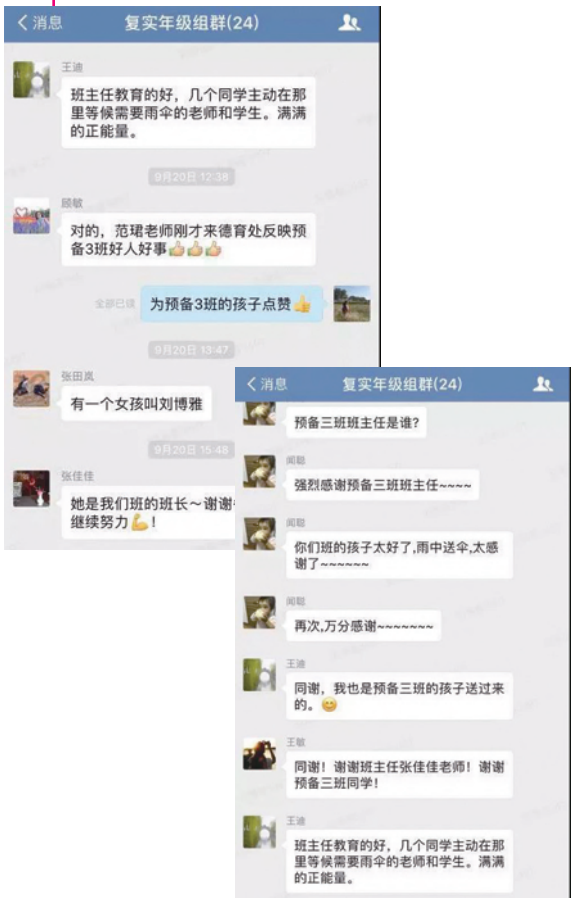 消息
复实年级组群(24)
王迪
班主任教育的好，几个同学主动在那
里等候需要雨伞的老师和学生。满满
的正能量。
9月20日 12:38
顾敏
对的，范珺老师刚才来德育处反映预
备3班好人好事👍👍👍
全部已读
为预备3班的孩子点赞👍
9月20日 13:47
张田岚
有一个女孩叫刘博雅
9月20日 15:48
张佳佳
她是我们班的班长～谢谢
继续努力💪！
消息
复实年级组群(24)
预备三班班主任是谁?
闻聪
强烈感谢预备三班班主任~~~~
闻聪
你们班的孩子太好了,雨中送伞,太感
谢了~~~~~~
闻聪
再次,万分感谢~~~~~~~
王迪
同谢，我也是预备三班的孩子送过来
的。😊
王敏
同谢！谢谢班主任张佳佳老师！谢谢
预备三班同学！
王迪
班主任教育的好，几个同学主动在那
里等候需要雨伞的老师和学生。满满
的正能量。